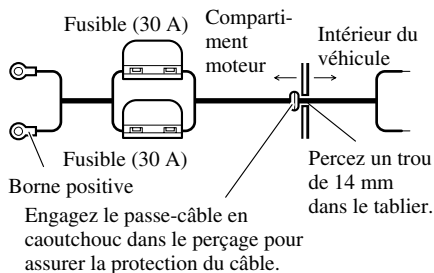 Fusible (30 A)
Comparti-
ment
moteur
Intérieur du
véhicule
Fusible (30 A)
Borne positive
Percez un trou
de 14 mm
dans le tablier.
Engagez le passe-câble en
caoutchouc dans le perçage pour
assurer la protection du câble.